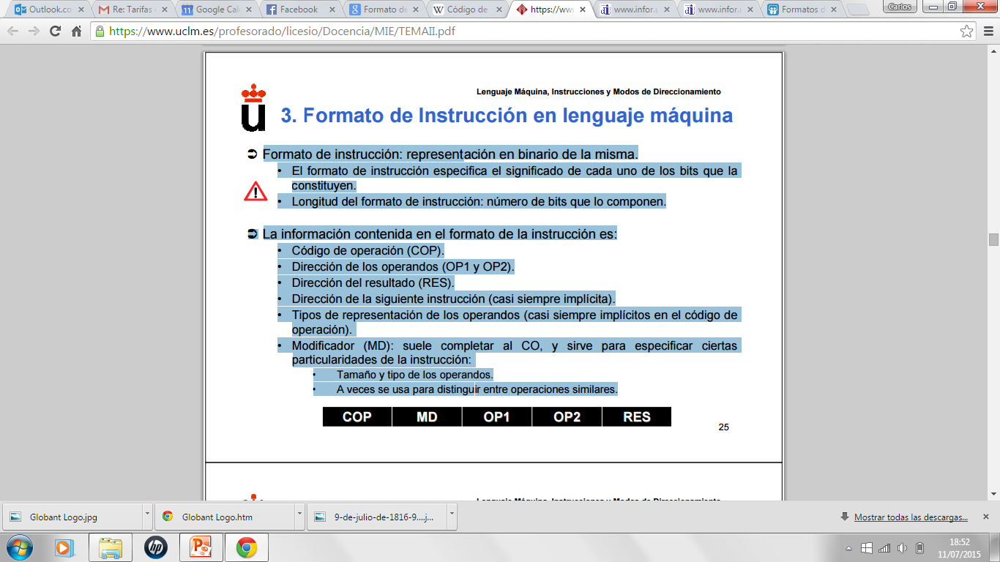 Outlook.co
Re: Tarifas
Google Cal
Facebook
Formato de
Código de
https://ww
www.infor.u
www.infor.u
Formatos d
Carlos
https://www.uclm.es/profesorado/licesio/Docencia/MIE/TEMAII.pdf
Lenguaje Máquina, Instrucciones y Modos de Direccionamiento
3. Formato de Instrucción en lenguaje máquina
Formato de instrucción: representación en binario de la misma.
• El formato de instrucción especifica el significado de cada uno de los bits que la
constituyen.
• Longitud del formato de instrucción: número de bits que lo componen.
La información contenida en el formato de la instrucción es:
• Código de operación (COP).
• Dirección de los operandos (OP1 y OP2).
• Dirección del resultado (RES).
• Dirección de la siguiente instrucción (casi siempre implícita).
• Tipos de representación de los operandos (casi siempre implícitos en el código de
operación).
• Modificador (MD): suele completar al CO, y sirve para especificar ciertas
particularidades de la instrucción:
• Tamaño y tipo de los operandos.
• A veces se usa para distinguir entre operaciones similares.
COP MD OP1 OP2 RES
25
Lenguaje Máquina, Instrucciones y Modos de Direccionamiento
Globant Logo.jpg
Globant Logo.htm
9-de-julio-de-1816-9....j...
Mostrar todas las descargas...
18:52
11/07/2015